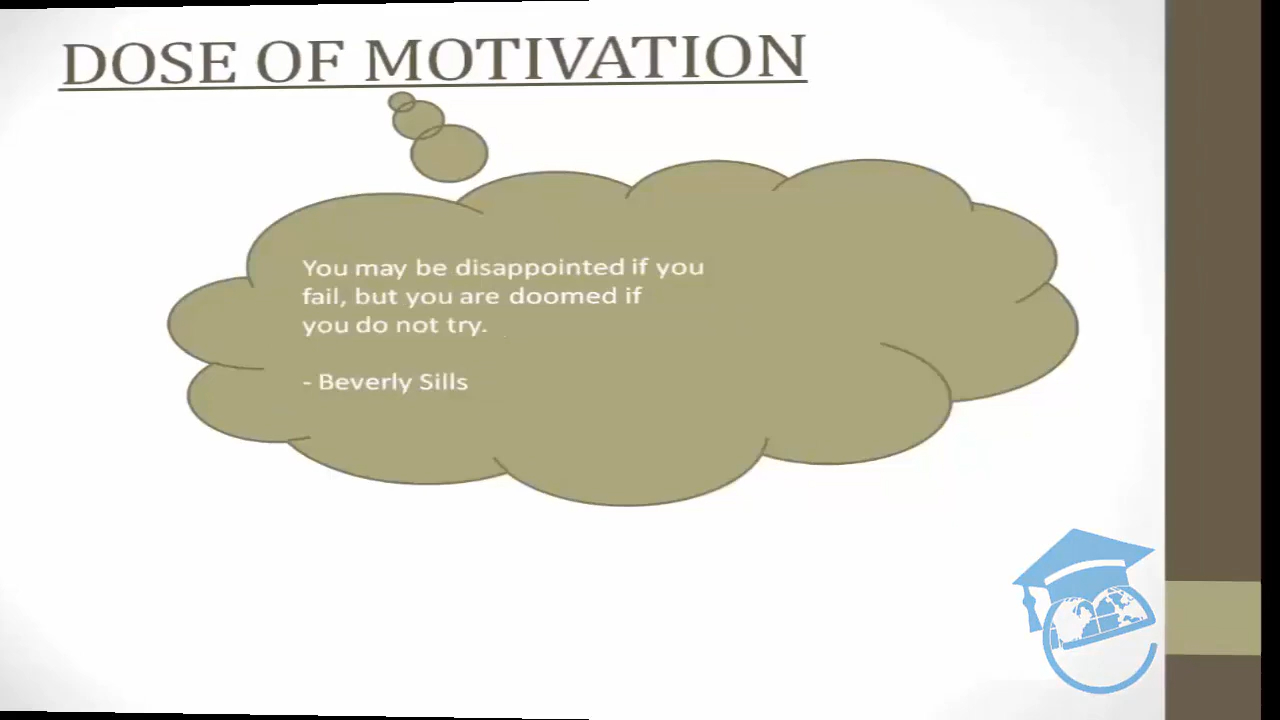 DOSE OF MOTIVATION
You may be disappointed if you
fail, but you are doomed if
you do not try.
- Beverly Sills